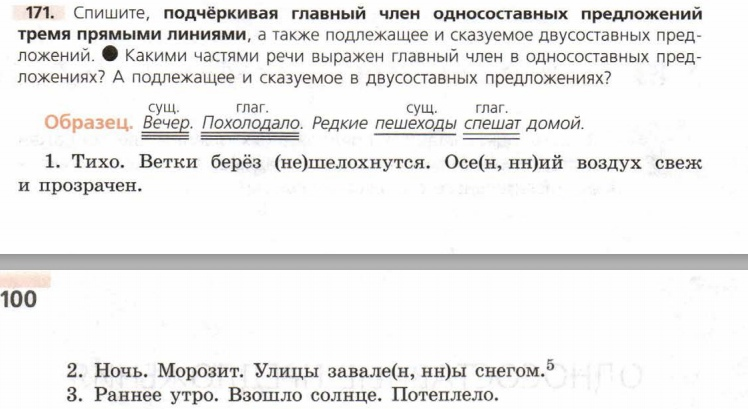 171. Спишите, подчёркивая главный член односоставных предложений
тремя прямыми линиями, а также подлежащее и сказуемое двусоставных пред-
ложений. ● Какими частями речи выражен главный член в односоставных пред-
ложениях? А подлежащее и сказуемое в двусоставных предложениях?
сущ. глаг. сущ. глаг.
Образец. Вечер. Похолодало. Редкие пешеходы спешат домой.
1. Тихо. Ветки берёз (не)шелохнутся. Осе(н, нн)ий воздух свеж
и прозрачен.
100
2. Ночь. Морозит. Улицы завале(н, нн)ы снегом.5
3. Раннее утро. Взошло солнце. Потеплело.